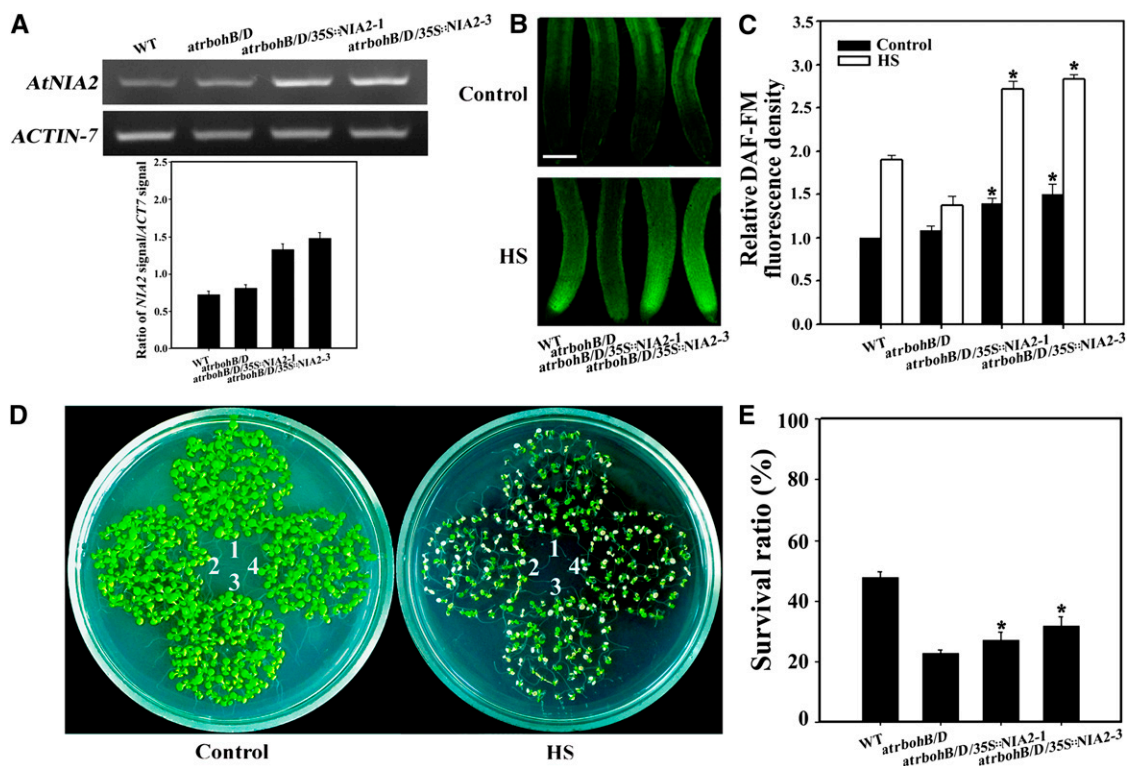 A
WT
atrbohB/D
atrbohB/D/35S::NIA2-1
atrbohB/D/35S::NIA2-3
AtNIA2
ACTIN-7
Ratio of NIA2 signal/ACT7 signal
2.5
2.0
1.5
1.0
0.5
0.0
WT
atrbohB/D
atrbohB/D/35S::NIA2-1
atrbohB/D/35S::NIA2-3
B
Control
HS
WT
atrbohB/D
atrbohB/D/35S::NIA2-1
atrbohB/D/35S::NIA2-3
C
Relative DAF-FM
fluorescence density
Control
HS
3.5
3.0
2.5
2.0
1.5
1.0
0.5
0.0
* *
* *
WT
atrbohB/D
atrbohB/D/35S::NIA2-1
atrbohB/D/35S::NIA2-3
D
1
2 4
3
Control
1
2 4
3
HS
E
Survival ratio (%)
100
80
60
40
20
0
* *
WT
atrbohB/D
atrbohB/D/35S::NIA2-1
atrbohB/D/35S::NIA2-3